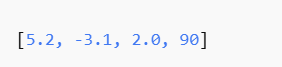 [5.2, -3.1, 2.0, 90]